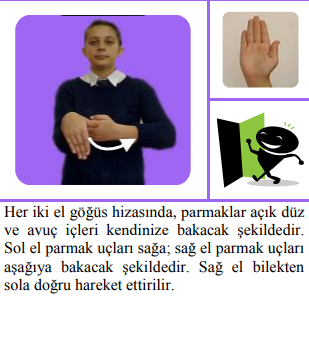 Her iki el göğüs hizasında, parmaklar açık düz
ve avuç içleri kendinize bakacak şekildedir.
Sol el parmak uçları sağa; sağ el parmak uçları
aşağıya bakacak şekildedir. Sağ el bilekten
sola doğru hareket ettirilir.